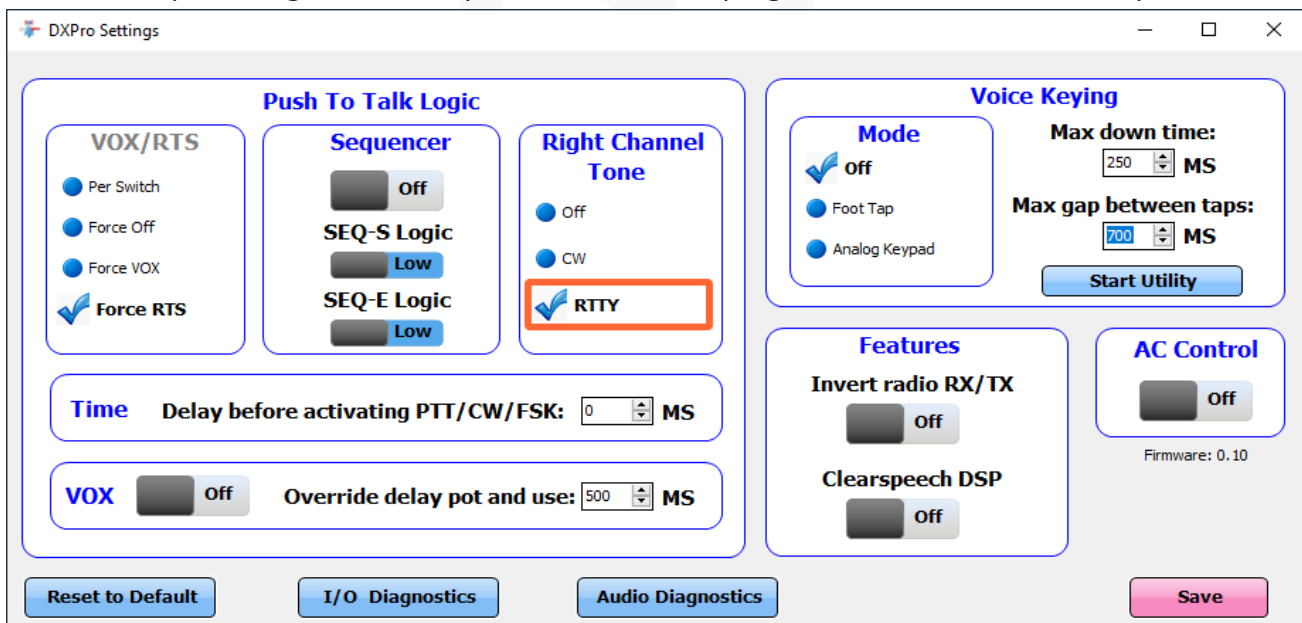 DXPro Settings
Push To Talk Logic
VOX/RTS
Per Switch
Force Off
Force VOX
Force RTS
Sequencer
Off
SEQ-S Logic
Low
SEQ-E Logic
Low
Right Channel
Tone
Off
CW
RTTY
Time Delay before activating PTT/CW/FSK: 0 MS
VOX Off Override delay pot and use: 500 MS
Voice Keying
Mode
Off
Foot Tap
Analog Keypad
Max down time:
250 MS
Max gap between taps:
700 MS
Start Utility
Features
Invert radio RX/TX
Off
Clearspeech DSP
Off
AC Control
Off
Firmware: 0.10
Reset to Default
I/O Diagnostics
Audio Diagnostics
Save